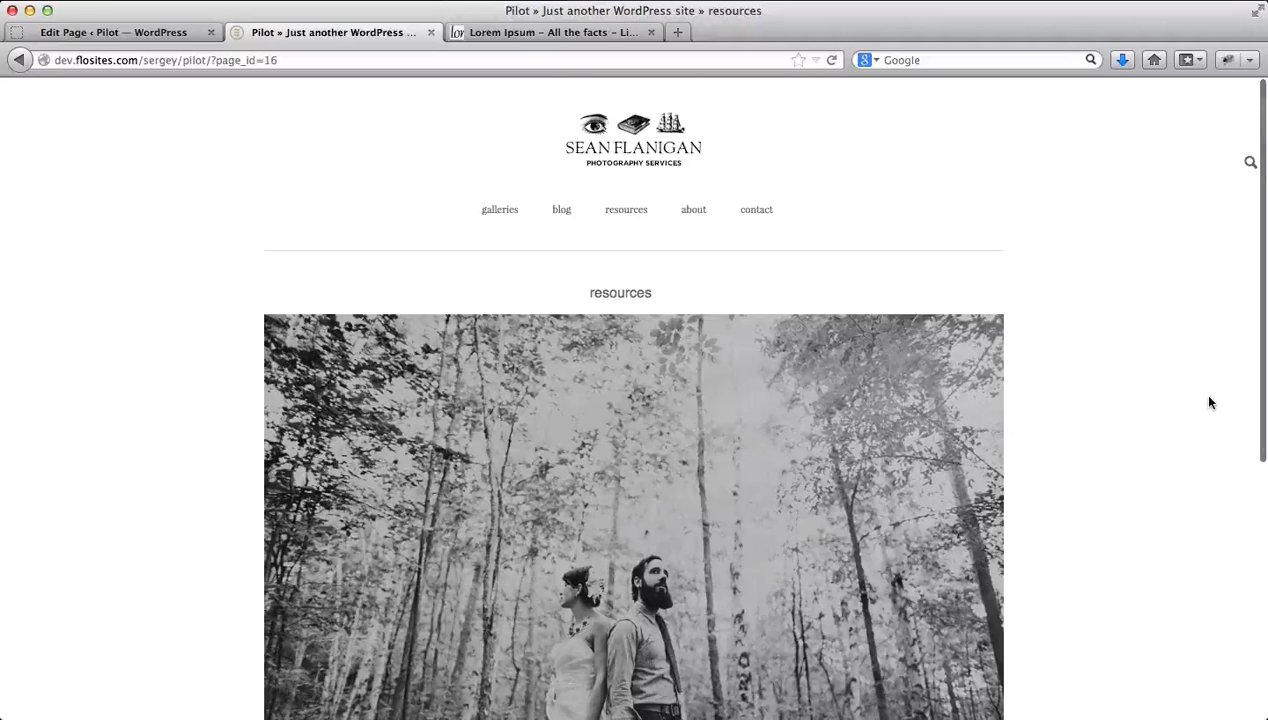 Pilot » Just another WordPress site » resources
Edit Page ‹ Pilot — WordPress
Pilot » Just another WordPress ...
Lorem Ipsum – All the facts – Li...
dev.flosites.com/sergey/pilot/?page_id=16
Google
SEAN FLANIGAN
PHOTOGRAPHY SERVICES
galleries blog resources about contact
resources